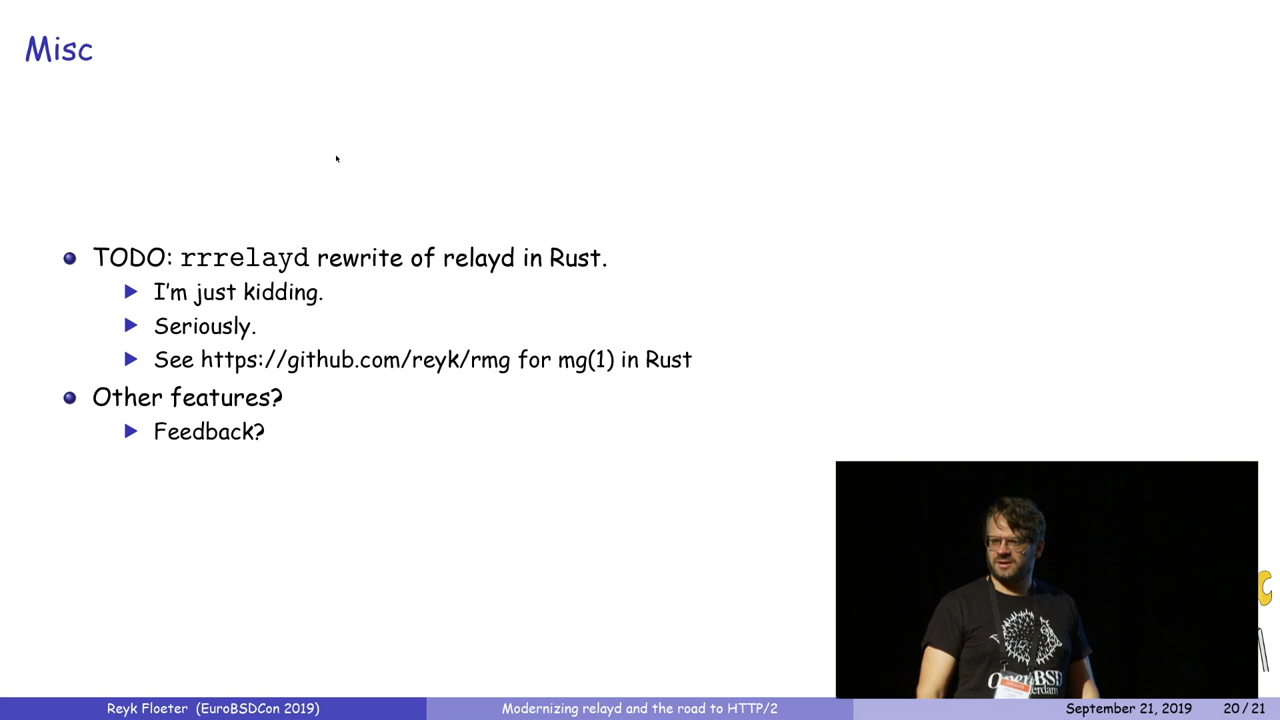 Misc
TODO: rrrelayd rewrite of relayd in Rust.
I'm just kidding.
Seriously.
See https://github.com/reyk/rmg for mg(1) in Rust
Other features?
Feedback?
Reyk Floeter (EuroBSDCon 2019)
Modernizing relayd and the road to HTTP/2
September 21, 2019
20 / 21